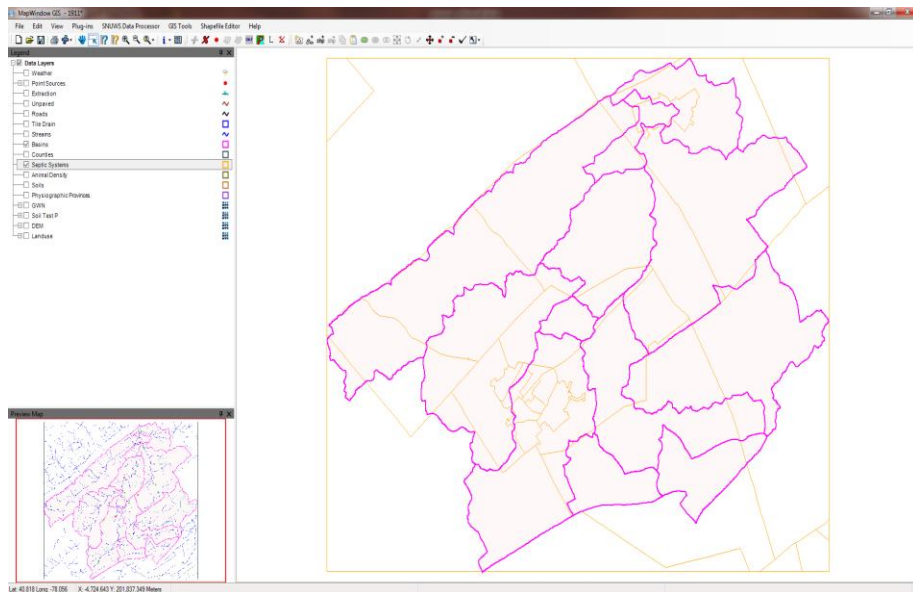 MapWindow GIS - 1911*
File Edit View Plug-ins SNUWS Data Processor GIS Tools Shapefile Editor Help
Legend
Data Layers
Weather
Point Sources
Extraction
Unpaired
Roads
Tile Drain
Streams
Basins
Counties
Septic Systems
Animal Density
Soils
Physiographic Provinces
GWN
Soil Test P
DEM
Landuse
Preview Map
Lat: 40.818 Long: -78.056 X: -4,724.643 Y: 201,837.349 Meters